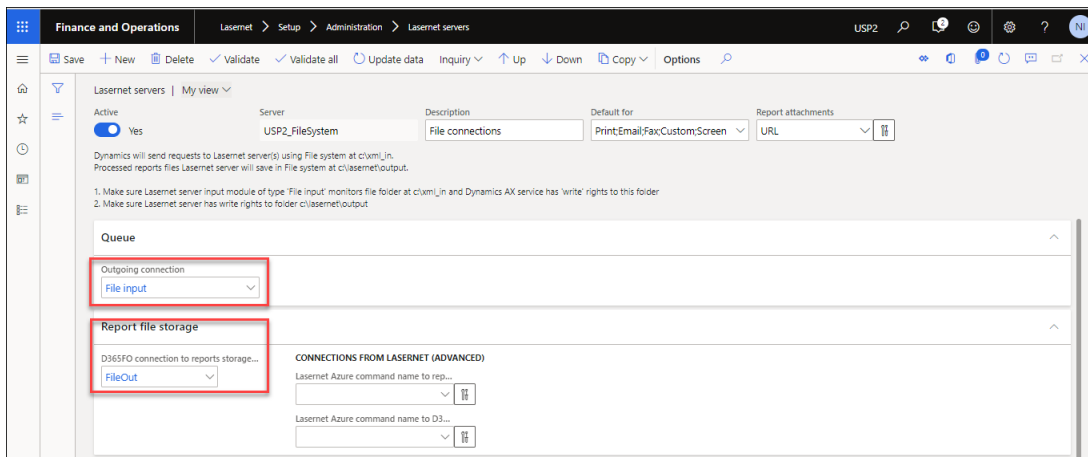 Finance and Operations Lasernet > Setup > Administration > Lasernet servers USP2 NI
Save New Delete Validate Validate all Update data Inquiry Up Down Copy Options 0
Lasernet servers | My view
Active Server Description Default for Report attachments
Yes USP2_FileSystem File connections Print;Email;Fax;Custom;Screen URL
Dynamics will send requests to Lasernet server(s) using File system at c\xml_in.
Processed reports files Lasernet server will save in File system at c:\lasernet\output.
1. Make sure Lasernet server input module of type 'File input' monitors file folder at c:\xml_in and Dynamics AX service has 'write' rights to this folder
2. Make sure Lasernet server has write rights to folder c:\lasernet\output
Queue
Outgoing connection
File input
Report file storage
D365FO connection to reports storage... CONNECTIONS FROM LASERNET (ADVANCED)
FileOut Lasernet Azure command name to rep...
Lasernet Azure command name to D3...